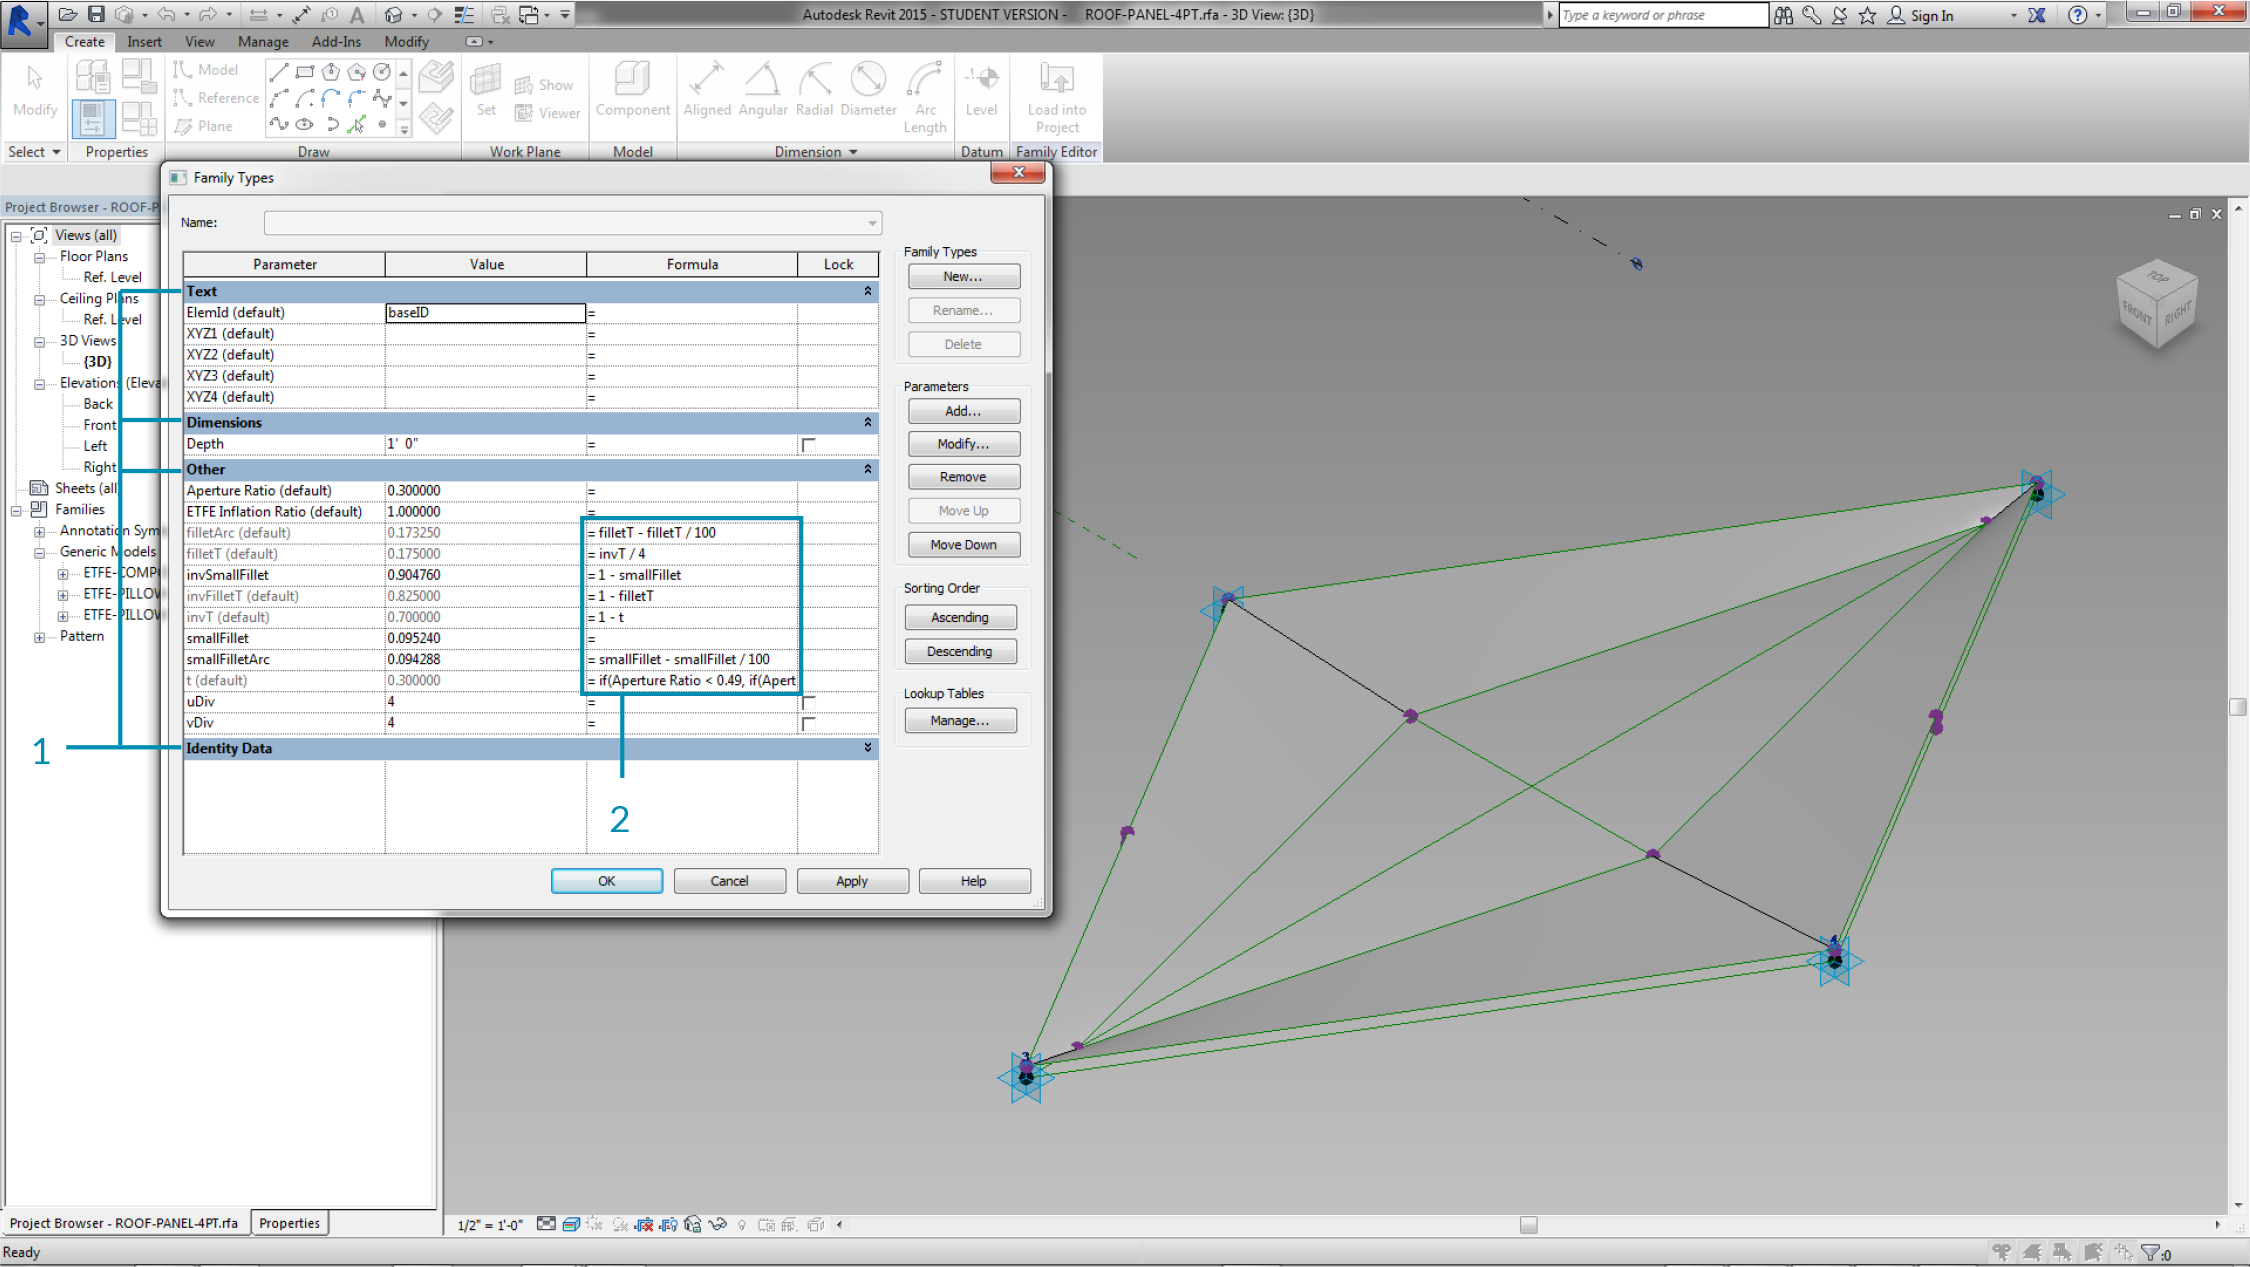 Autodesk Revit 2015 - STUDENT VERSION - ROOF-PANEL-4PT.rfa - 3D View: {3D}
Type a keyword or phrase
Sign In
Create Insert View Manage Add-Ins Modify
Modify
Model
Reference
Plane
Set
Show
Viewer
Component
Aligned Angular Radial Diameter Arc Length
Level
Load into Project
Select Properties Draw Work Plane Model Dimension Datum Family Editor
Project Browser - ROOF-P
Views (all)
Floor Plans
Ref. Level
Ceiling Plans
Ref. Level
3D Views
{3D}
Elevations (Eleva
Back
Front
Left
Right
Sheets (all
Families
Annotation Sym
Generic Models
ETFE-COMP
ETFE-PILLOW
ETFE-PILLOW
Pattern
Family Types
Name:
Parameter Value Formula Lock
Text
ElemId (default) baseID =
XYZ1 (default) =
XYZ2 (default) =
XYZ3 (default) =
XYZ4 (default) =
Dimensions
Depth 1' 0" =
Other
Aperture Ratio (default) 0.300000 =
ETFE Inflation Ratio (default) 1.000000 =
filletArc (default) 0.173250 = filletT - filletT / 100
filletT (default) 0.175000 = invT / 4
invSmallFillet 0.904760 = 1 - smallFillet
invFilletT (default) 0.825000 = 1 - filletT
invT (default) 0.700000 = 1 - t
smallFillet 0.095240 =
smallFilletArc 0.094288 = smallFillet - smallFillet / 100
t (default) 0.300000 = if(Aperture Ratio < 0.49, if(Apert
uDiv 4 =
vDiv 4 =
Identity Data
Family Types
New...
Rename...
Delete
Parameters
Add...
Modify...
Remove
Move Up
Move Down
Sorting Order
Ascending
Descending
Lookup Tables
Manage...
OK Cancel Apply Help
1
2
TOP
FRONT RIGHT
Project Browser - ROOF-PANEL-4PT.rfa Properties
1/2" = 1'-0"
Ready
:0